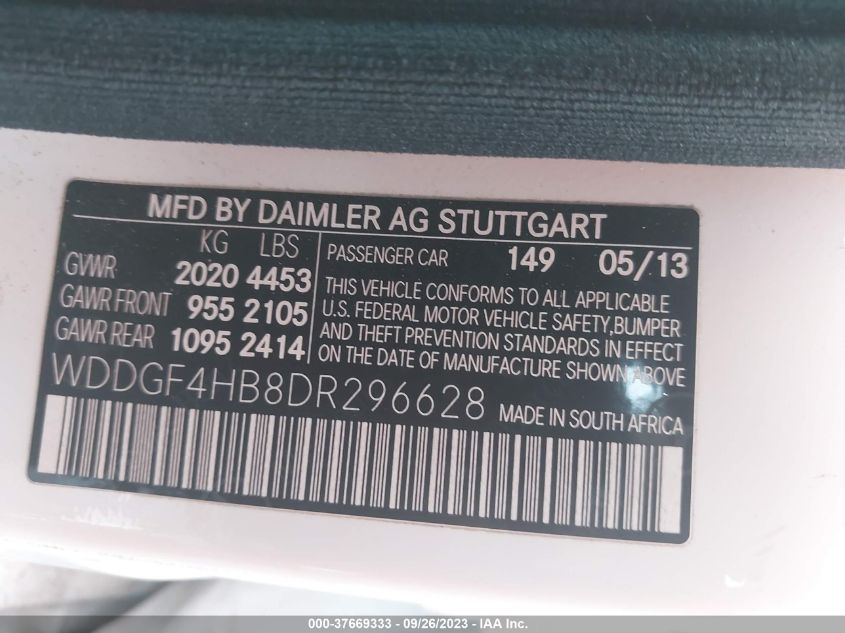 MFD BY DAIMLER AG STUTTGART
KG LBS
GVWR 2020 4453
GAWR FRONT 955 2105
GAWR REAR 1095 2414
PASSENGER CAR 149 05/13
THIS VEHICLE CONFORMS TO ALL APPLICABLE
U.S. FEDERAL MOTOR VEHICLE SAFETY,BUMPER
AND THEFT PREVENTION STANDARDS IN EFFECT
ON THE DATE OF MANUFACTURE SHOWN ABOVE
WDDGF4HB8DR296628 MADE IN SOUTH AFRICA
000-37669333 - 09/26/2023 - IAA Inc.